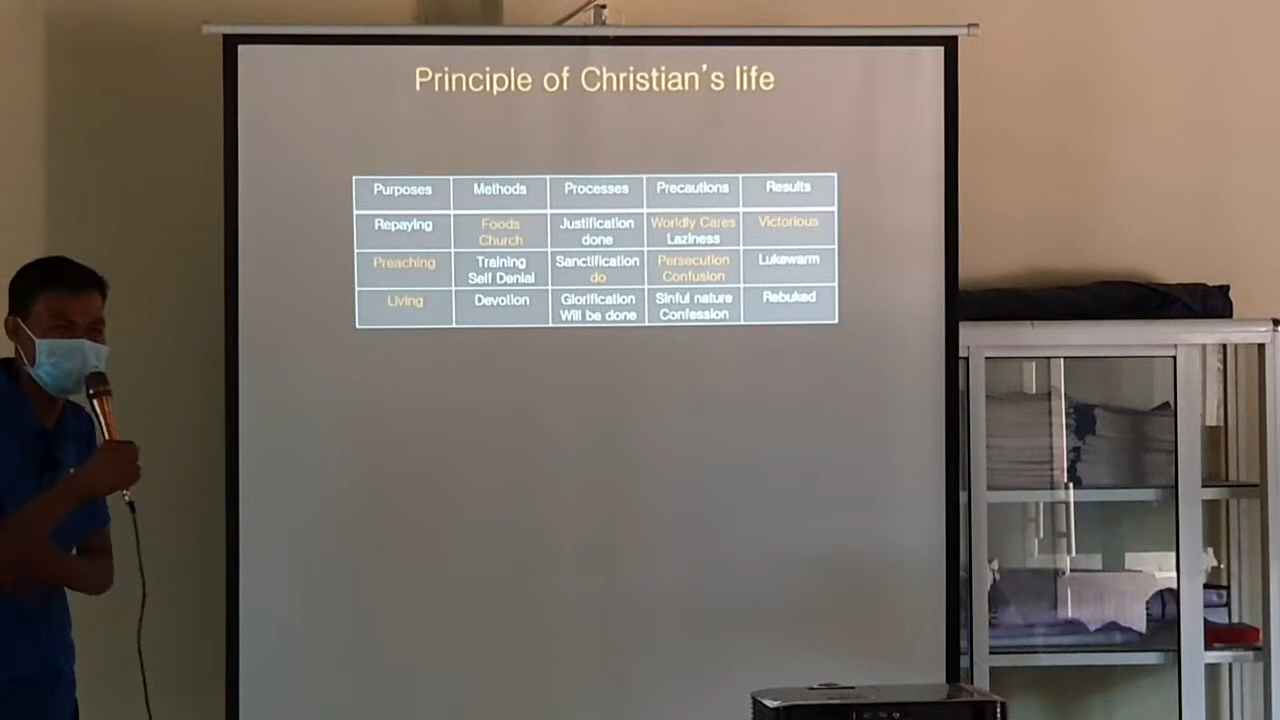 Principle of Christian's life
Purposes Methods Processes Precautions Results
Repaying Foods Justification Worldly Cares Victorious
Church done Laziness
Preaching Training Sanctification Persecution Lukewarm
Self Denial do Confusion
Living Devotion Glorification Sinful nature Rebuked
Will be done Confession